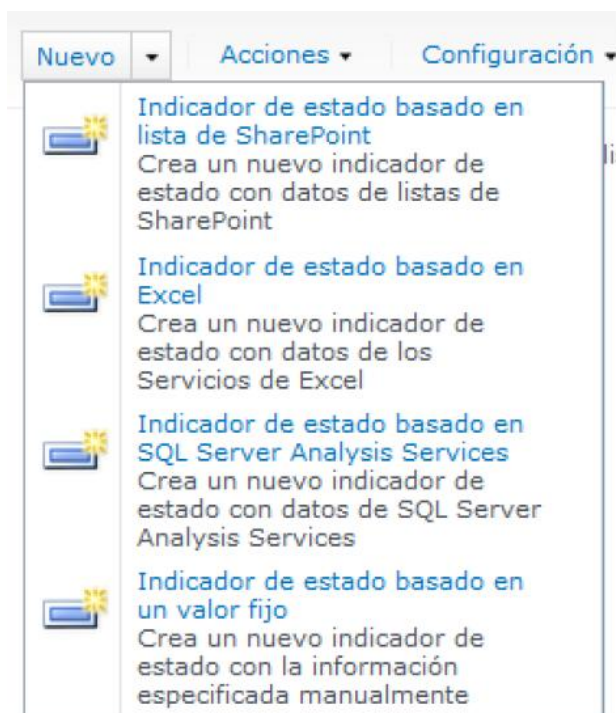 Nuevo Acciones Configuración
Indicador de estado basado en
lista de SharePoint
Crea un nuevo indicador de
estado con datos de listas de
SharePoint
Indicador de estado basado en
Excel
Crea un nuevo indicador de
estado con datos de los
Servicios de Excel
Indicador de estado basado en
SQL Server Analysis Services
Crea un nuevo indicador de
estado con datos de SQL Server
Analysis Services
Indicador de estado basado en
un valor fijo
Crea un nuevo indicador de
estado con la información
especificada manualmente